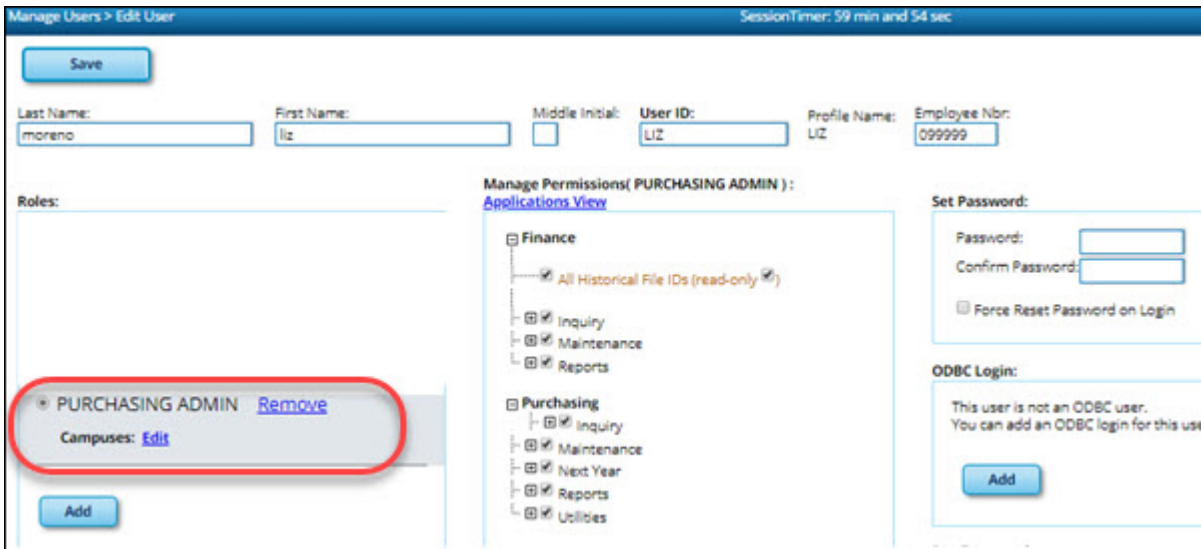 Manage Users > Edit User SessionTimer: 59 min and 54 sec
Save
Last Name: First Name: Middle Initial: User ID: Profile Name: Employee Nbr:
moreno liz LIZ LIZ 099999
Roles:
PURCHASING ADMIN Remove
Campuses: Edit
Add
Manage Permissions( PURCHASING ADMIN ) :
Applications View
Finance
All Historical File IDs (read-only )
Inquiry
Maintenance
Reports
Purchasing
Inquiry
Maintenance
Next Year
Reports
Utilities
Set Password:
Password:
Confirm Password:
Force Reset Password on Login
ODBC Login:
This user is not an ODBC user.
You can add an ODBC login for this use
Add